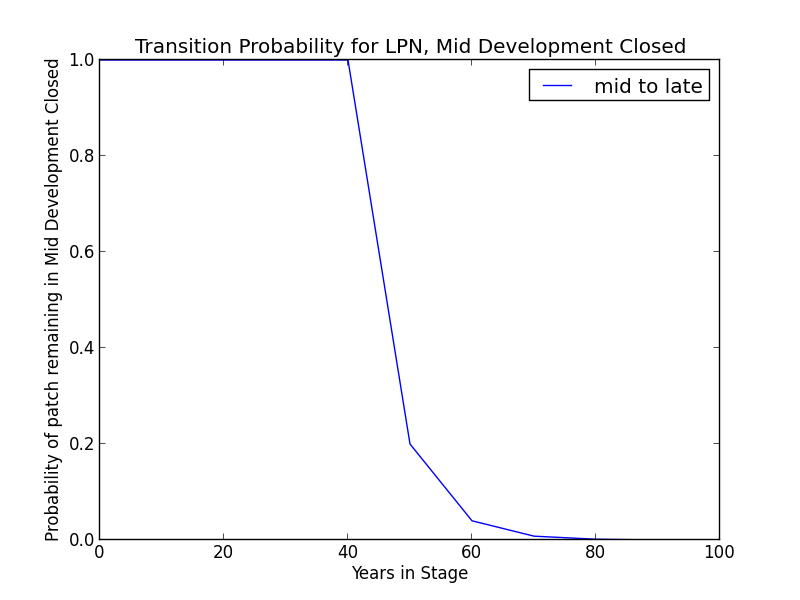 Transition Probability for LPN, Mid Development Closed
Probability of patch remaining in Mid Development Closed
1.0
0.8
0.6
0.4
0.2
0.0
mid to late
0 20 40 60 80 100
Years in Stage